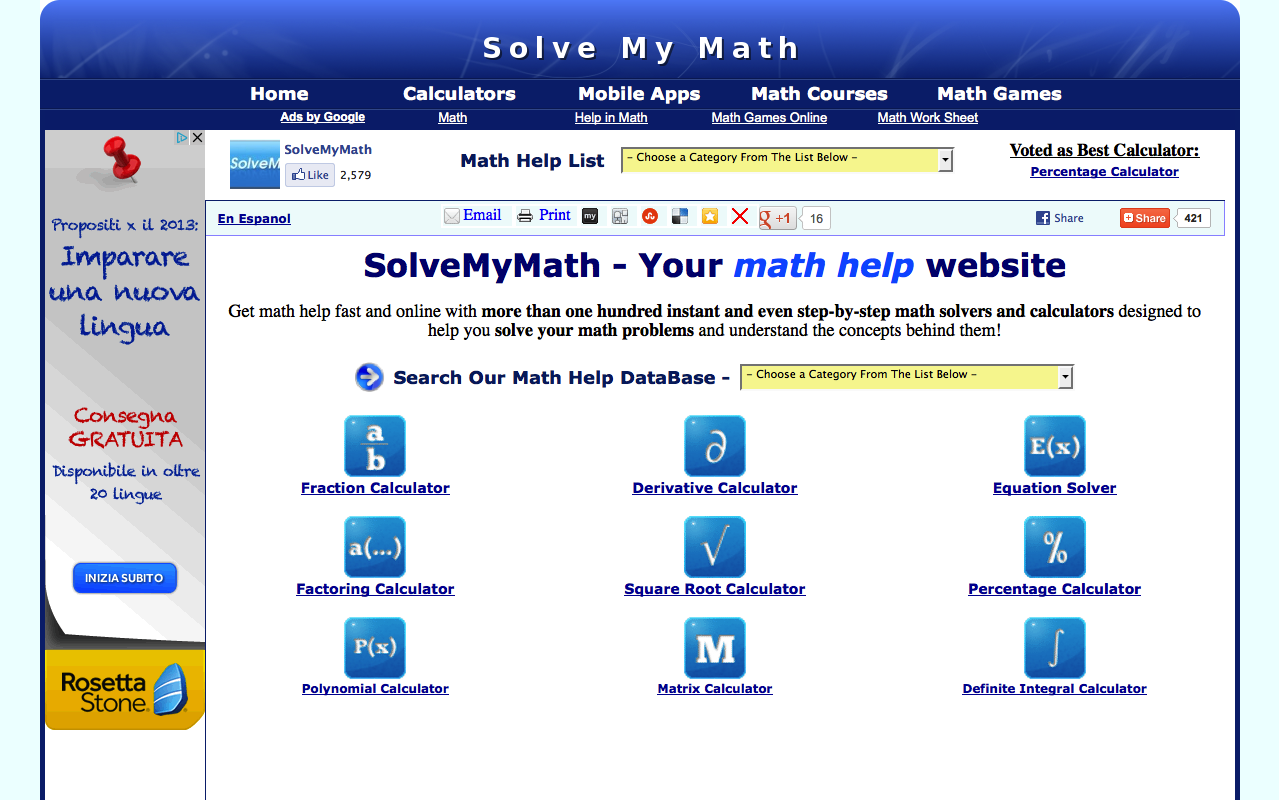 Solve My Math
Home Calculators Mobile Apps Math Courses Math Games
Ads by Google Math Help in Math Math Games Online Math Work Sheet
SolveM
SolveMyMath
Like 2,579
Math Help List
- Choose a Category From The List Below -
Voted as Best Calculator:
Percentage Calculator
En Espanol
Email Print my +1 16 Share Share 421
Propositi x il 2013:
Imparare
una nuova
lingua
Consegna
GRATUITA
Disponibile in oltre
20 lingue
INIZIA SUBITO
Rosetta
Stone®
SolveMyMath - Your math help website
Get math help fast and online with more than one hundred instant and even step-by-step math solvers and calculators designed to
help you solve your math problems and understand the concepts behind them!
Search Our Math Help DataBase - - Choose a Category From The List Below -
a/b ∂ E(x)
Fraction Calculator Derivative Calculator Equation Solver
a(...) √ %
Factoring Calculator Square Root Calculator Percentage Calculator
P(x) M ∫
Polynomial Calculator Matrix Calculator Definite Integral Calculator